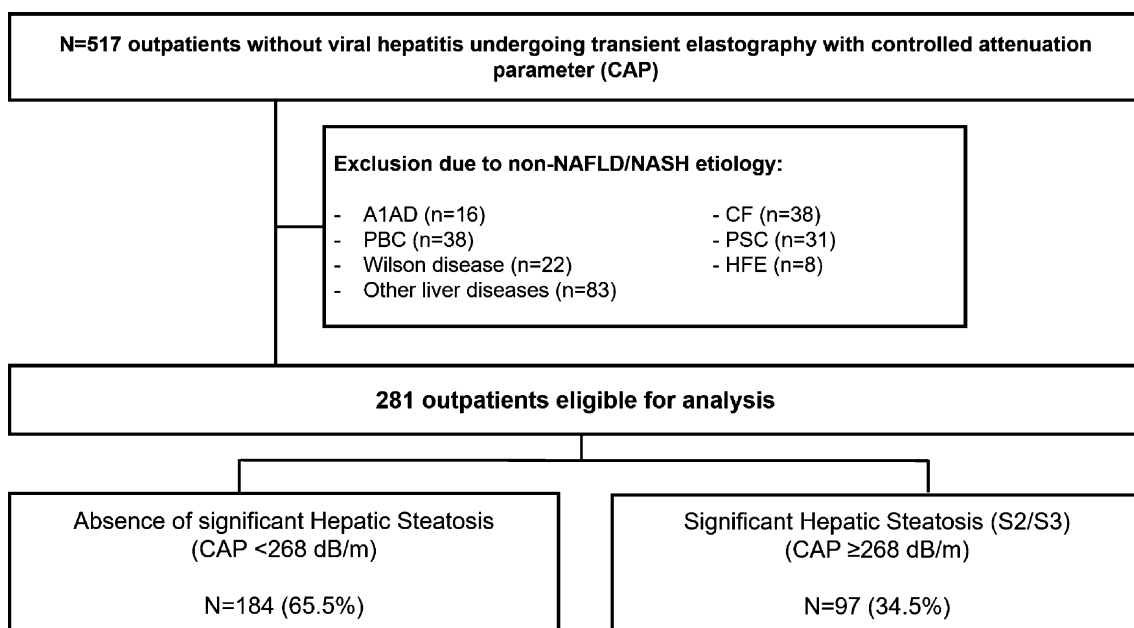 N=517 outpatients without viral hepatitis undergoing transient elastography with controlled attenuation
parameter (CAP)
Exclusion due to non-NAFLD/NASH etiology:
- A1AD (n=16)
- PBC (n=38)
- Wilson disease (n=22)
- Other liver diseases (n=83)
- CF (n=38)
- PSC (n=31)
- HFE (n=8)
281 outpatients eligible for analysis
Absence of significant Hepatic Steatosis
(CAP <268 dB/m)
N=184 (65.5%)
Significant Hepatic Steatosis (S2/S3)
(CAP ≥268 dB/m)
N=97 (34.5%)